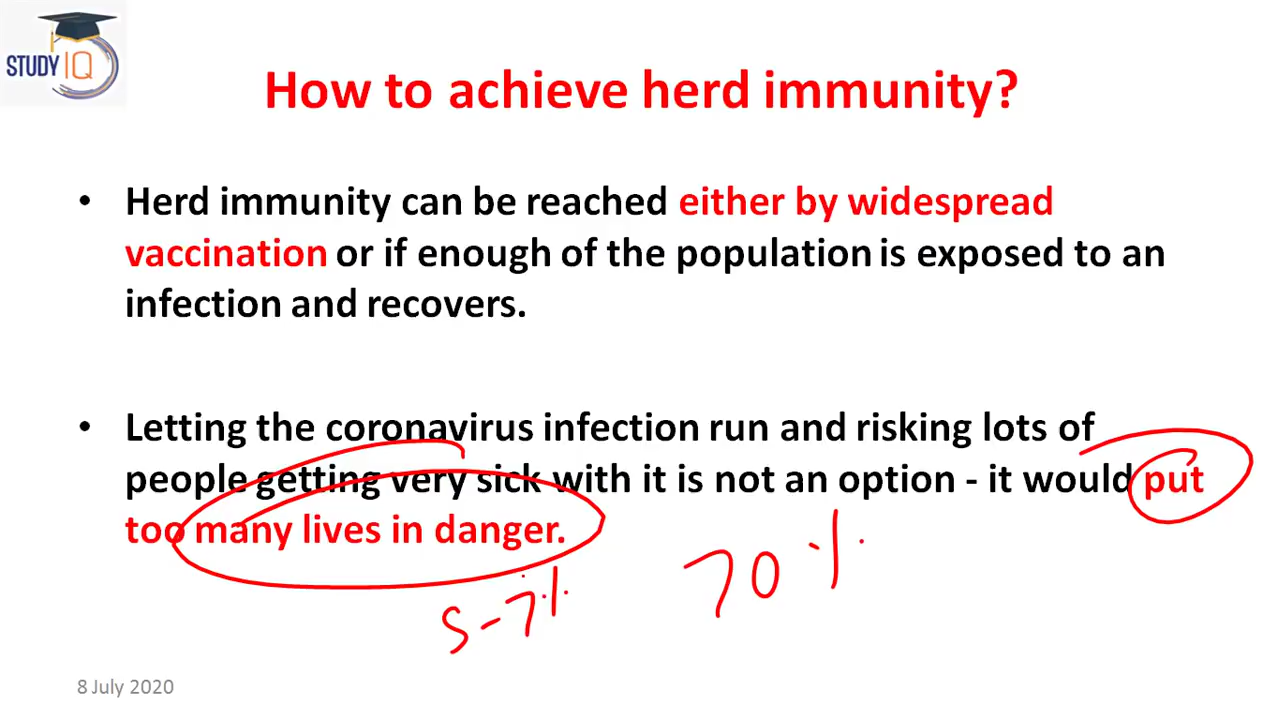 STUDY IQ
How to achieve herd immunity?
• Herd immunity can be reached either by widespread
vaccination or if enough of the population is exposed to an
infection and recovers.
• Letting the coronavirus infection run and risking lots of
people getting very sick with it is not an option - it would put
too many lives in danger.
5-7% 70%
8 July 2020